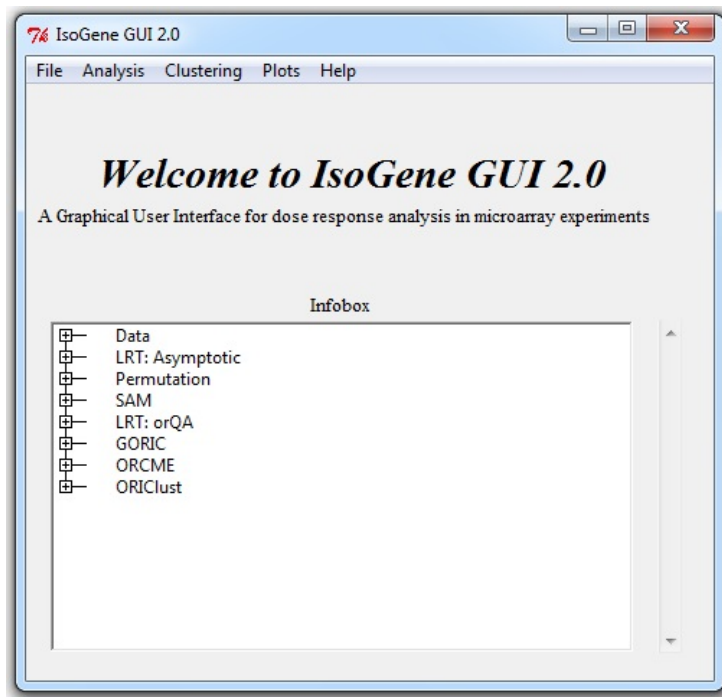 IsoGene GUI 2.0
File Analysis Clustering Plots Help
Welcome to IsoGene GUI 2.0
A Graphical User Interface for dose response analysis in microarray experiments
Infobox
Data
LRT: Asymptotic
Permutation
SAM
LRT: orQA
GORIC
ORCME
ORIClust